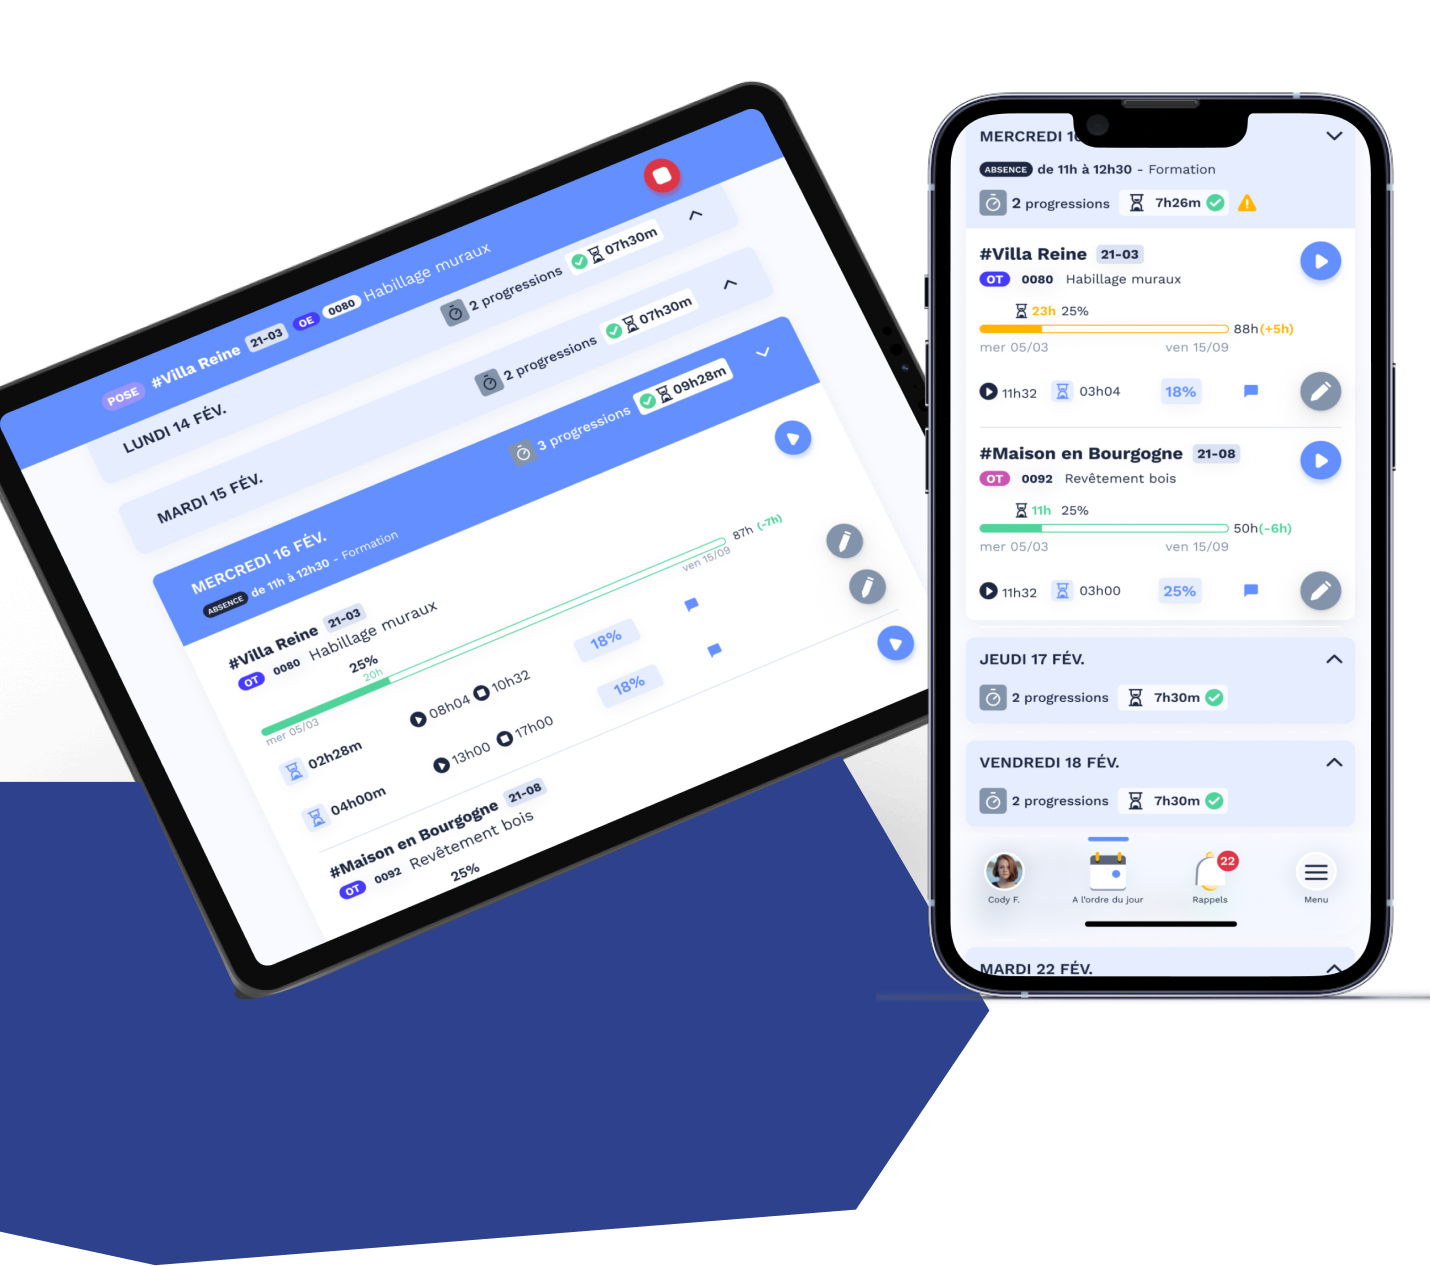 POSE #Villa Reine 21-03 OE 0080 Habillage muraux
LUNDI 14 FÉV.
2 progressions 07h30m
MARDI 15 FÉV.
2 progressions 07h30m
MERCREDI 16 FÉV.
ABSENCE de 11h à 12h30 - Formation
3 progressions 09h28m
#Villa Reine 21-03
OT 0080 Habillage muraux
25%
20h
87h (-7h)
mer 05/03
ven 15/09
02h28m 08h04 10h32 18%
04h00m 13h00 17h00 18%
#Maison en Bourgogne 21-08
OT 0092 Revêtement bois
25%
MERCREDI 16
ABSENCE de 11h à 12h30 - Formation
2 progressions 7h26m
#Villa Reine 21-03
OT 0080 Habillage muraux
23h 25%
88h(+5h)
mer 05/03 ven 15/09
11h32 03h04 18%
#Maison en Bourgogne 21-08
OT 0092 Revêtement bois
11h 25%
50h(-6h)
mer 05/03 ven 15/09
11h32 03h00 25%
JEUDI 17 FÉV.
2 progressions 7h30m
VENDREDI 18 FÉV.
2 progressions 7h30m
22
Cody F. A l'ordre du jour Rappels Menu
MARDI 22 FÉV.